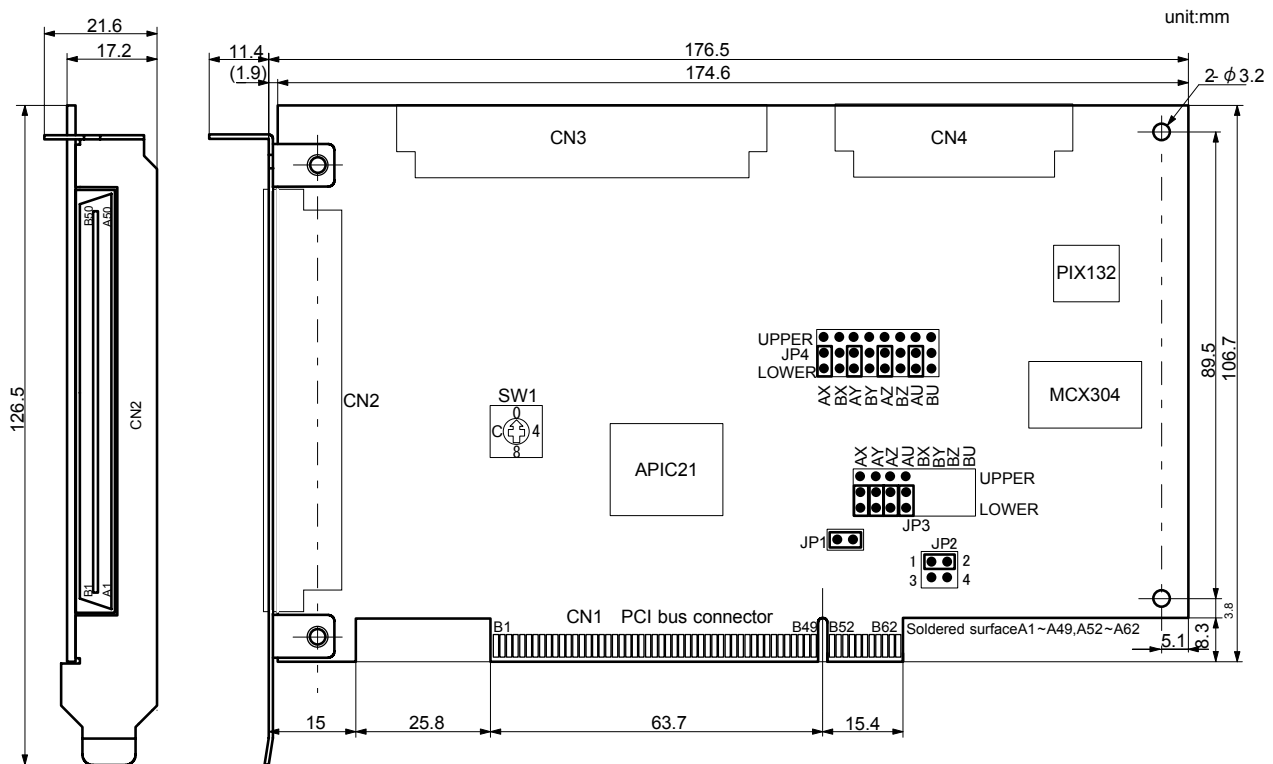 unit:mm
21.6
17.2
11.4
(1.9)
176.5
174.6
2-φ3.2
CN3
CN4
B50
A50
PIX132
UPPER
JP4
LOWER
AX
BX
AY
BY
AZ
BZ
AU
BU
MCX304
89.5
106.7
126.5
CN2
CN2
SW1
0
C
4
8
APIC21
AX
AY
AZ
AU
BX
BY
BZ
BU
UPPER
LOWER
JP3
JP1
JP2
1
2
3
4
B1
A1
CN1 PCI bus connector
B1
B49
B52
B62
Soldered surfaceA1~A49,A52~A62
3.8
8.3
5.1
15
25.8
63.7
15.4